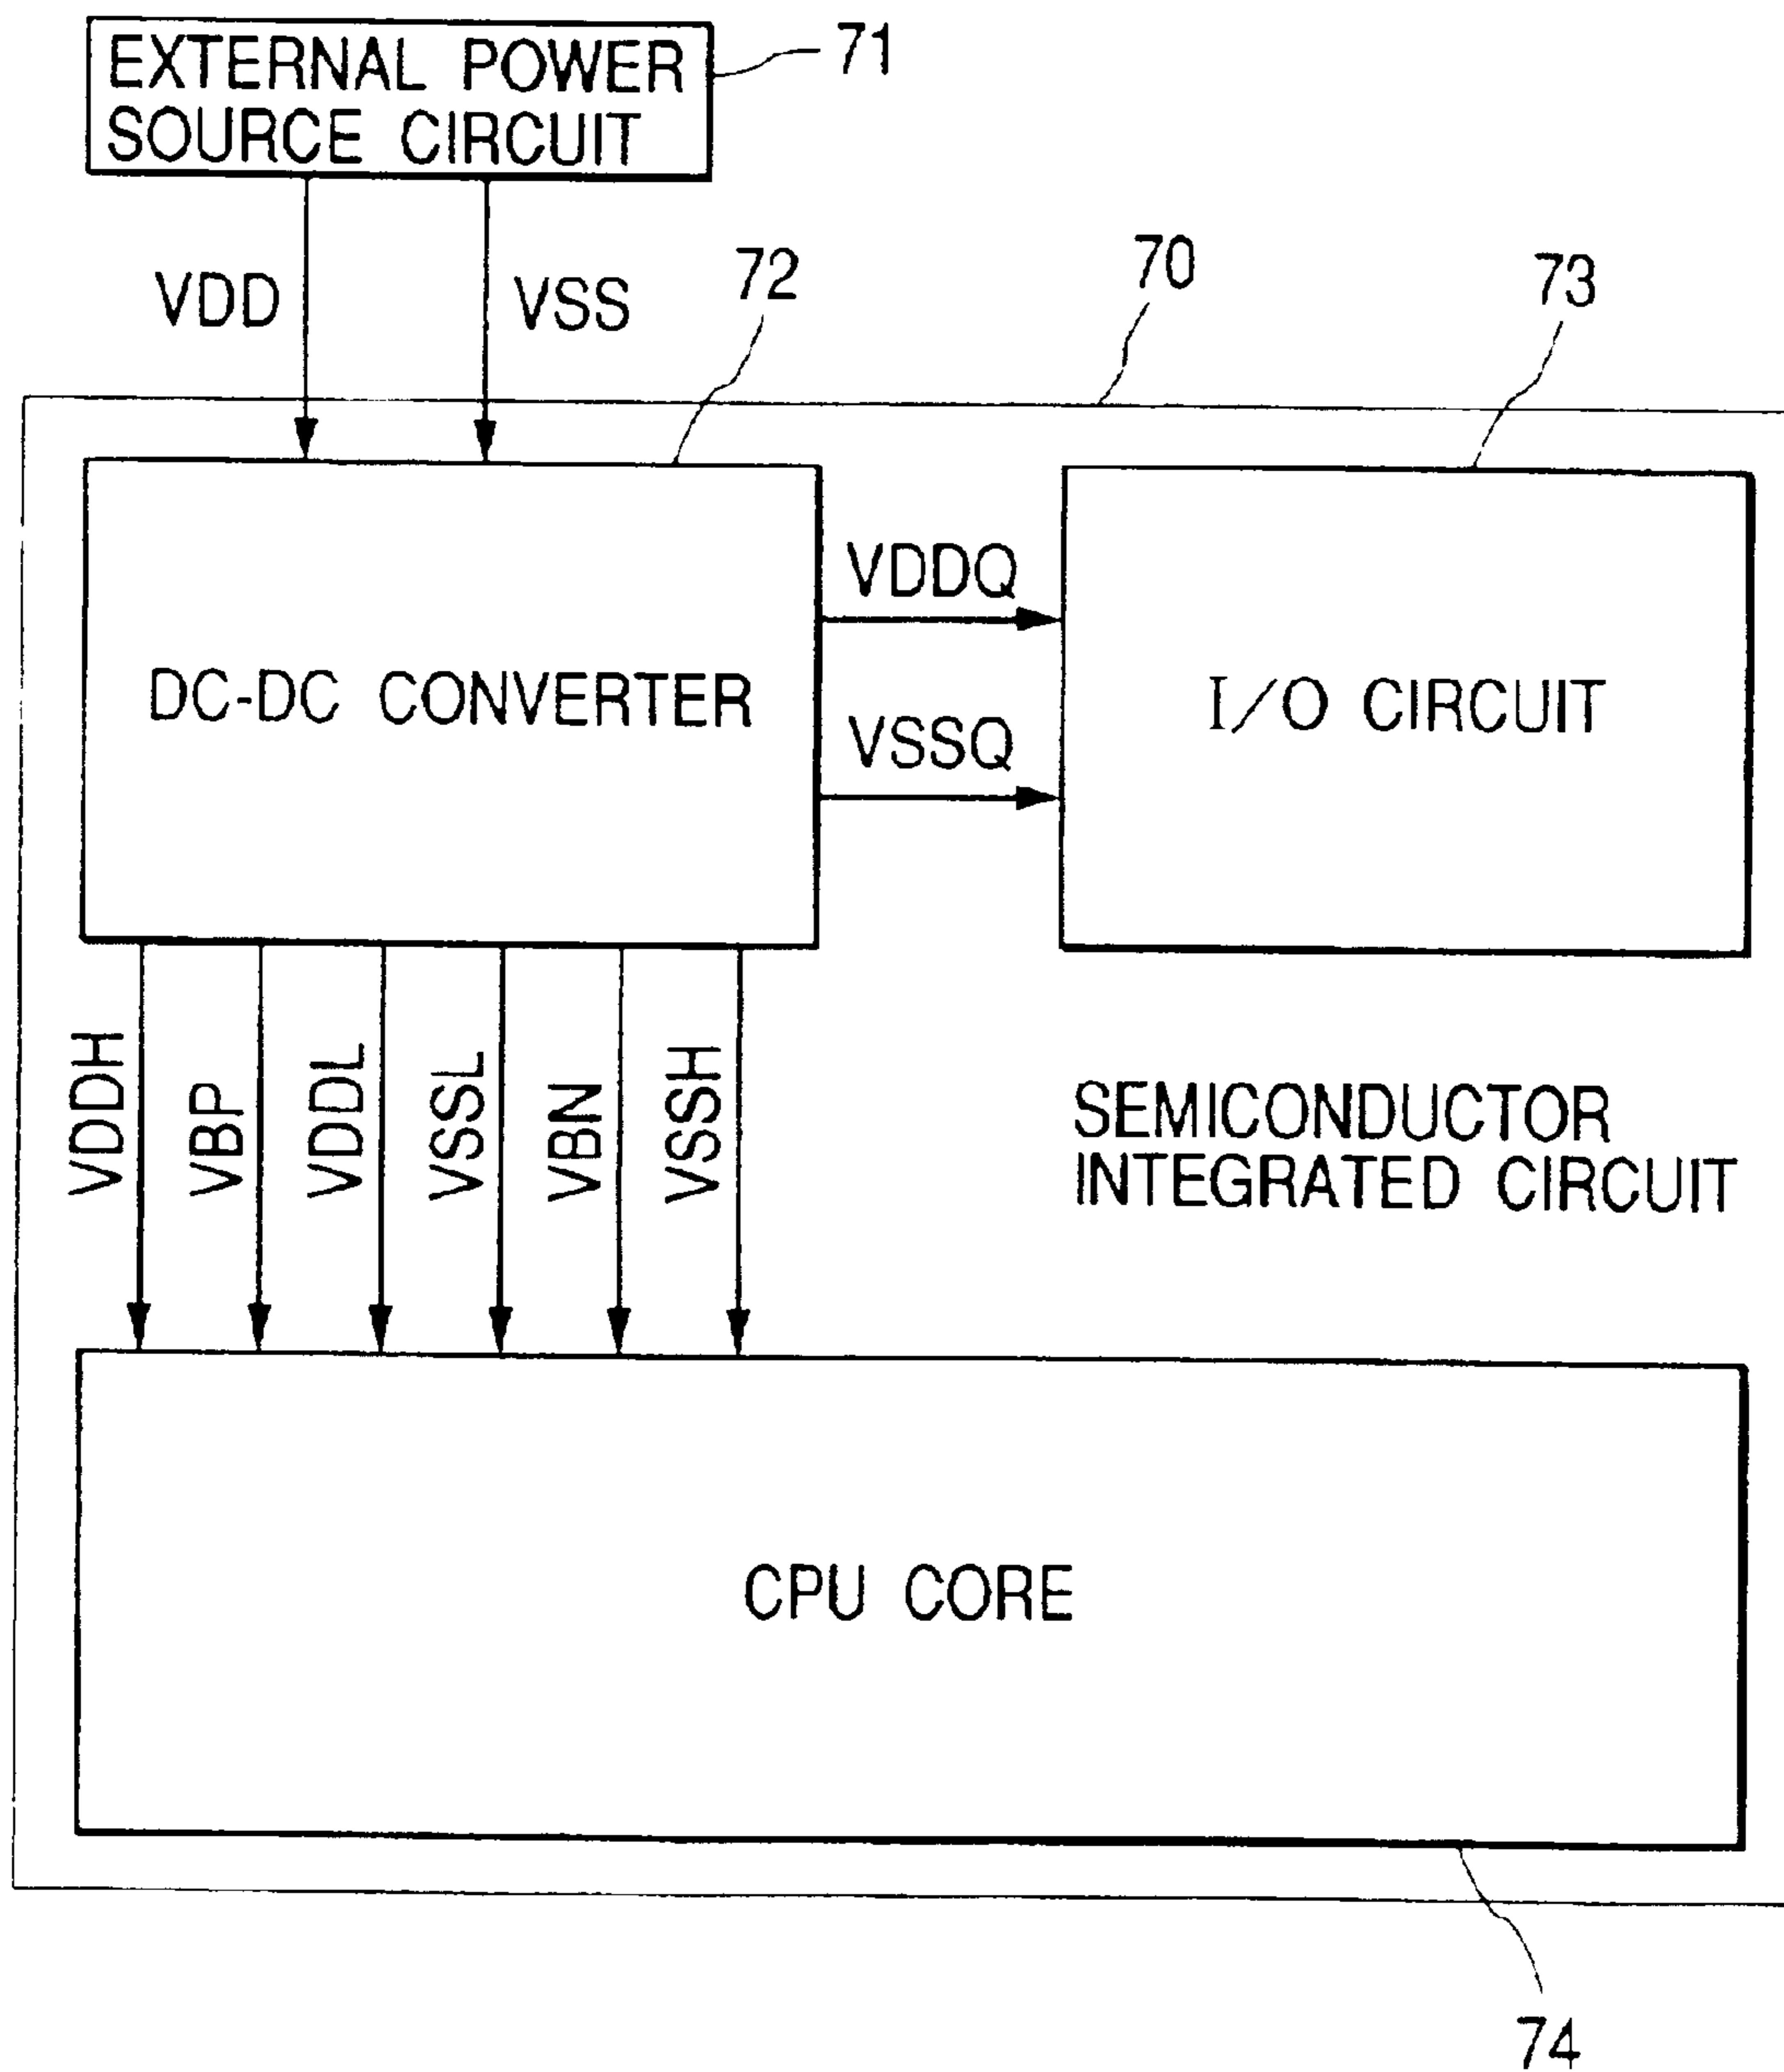 EXTERNAL POWER
SOURCE CIRCUIT
71
VDD
VSS
72
70
73
DC-DC CONVERTER
VDDQ
VSSQ
I/O CIRCUIT
VDDH
VBP
VDDL
VSSL
VBN
VSSH
SEMICONDUCTOR
INTEGRATED CIRCUIT
CPU CORE
74